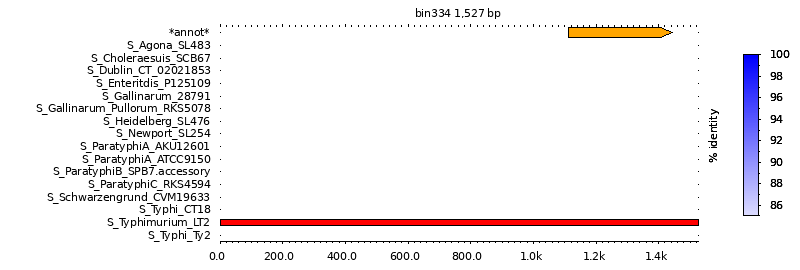 bin334 1,527 bp
*annot*
S_Agona_SL483
S_Choleraesuis_SCB67
S_Dublin_CT_02021853
S_Enteritdis_P125109
S_Gallinarum_28791
S_Gallinarum_Pullorum_RKS5078
S_Heidelberg_SL476
S_Newport_SL254
S_ParatyphiA_AKU12601
S_ParatyphiA_ATCC9150
S_ParatyphiB_SPB7.accessory
S_ParatyphiC_RKS4594
S_Schwarzengrund_CVM19633
S_Typhi_CT18
S_Typhimurium_LT2
S_Typhi_Ty2
0.0 200.0 400.0 600.0 800.0 1.0k 1.2k 1.4k
% identity
100
98
96
94
92
90
88
86